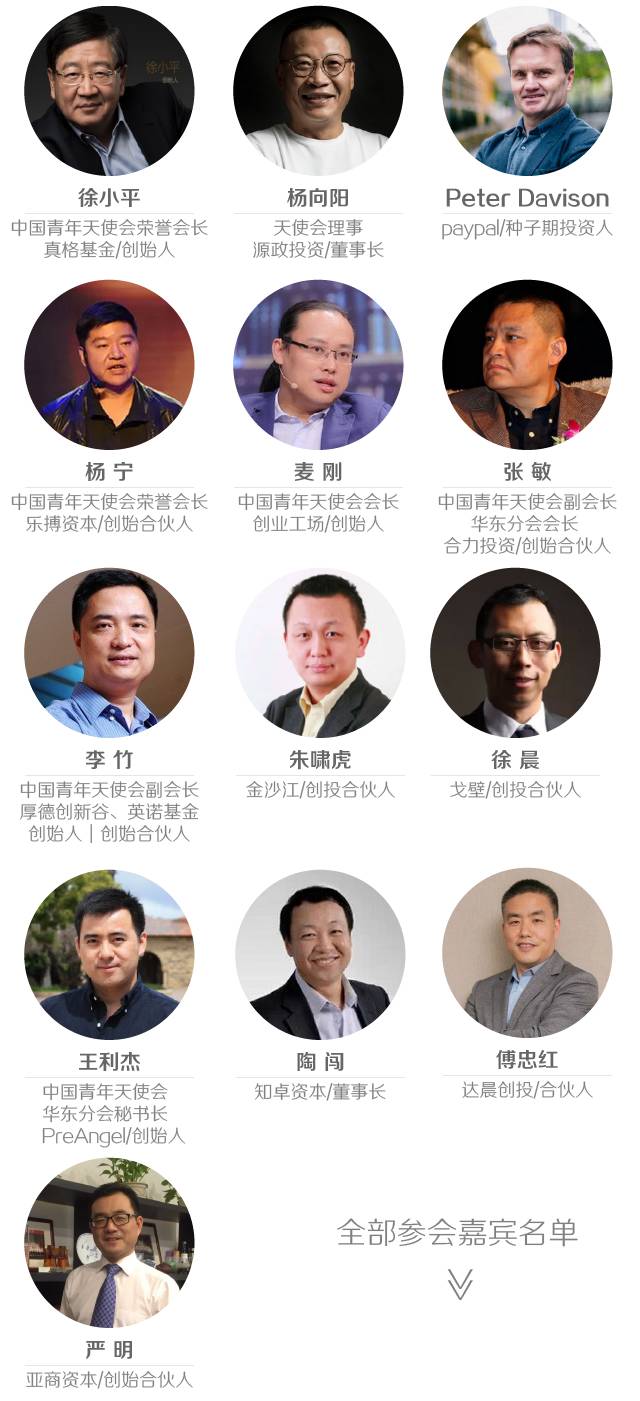 徐小平
创始人
徐小平
中国青年天使会荣誉会长
真格基金/创始人
杨向阳
天使会理事
源政投资/董事长
Peter Davison
paypal/种子期投资人
杨 宁
中国青年天使会荣誉会长
乐搏资本/创始合伙人
麦 刚
中国青年天使会会长
创业工场/创始人
张 敏
中国青年天使会副会长
华东分会会长
合力投资/创始合伙人
李 竹
中国青年天使会副会长
厚德创新谷、英诺基金
创始人｜创始合伙人
朱啸虎
金沙江/创投合伙人
徐 晨
戈壁/创投合伙人
王利杰
中国青年天使会
华东分会秘书长
PreAngel/创始人
陶 闯
知卓资本/董事长
傅忠红
达晨创投/合伙人
严 明
亚商资本/创始合伙人
全部参会嘉宾名单